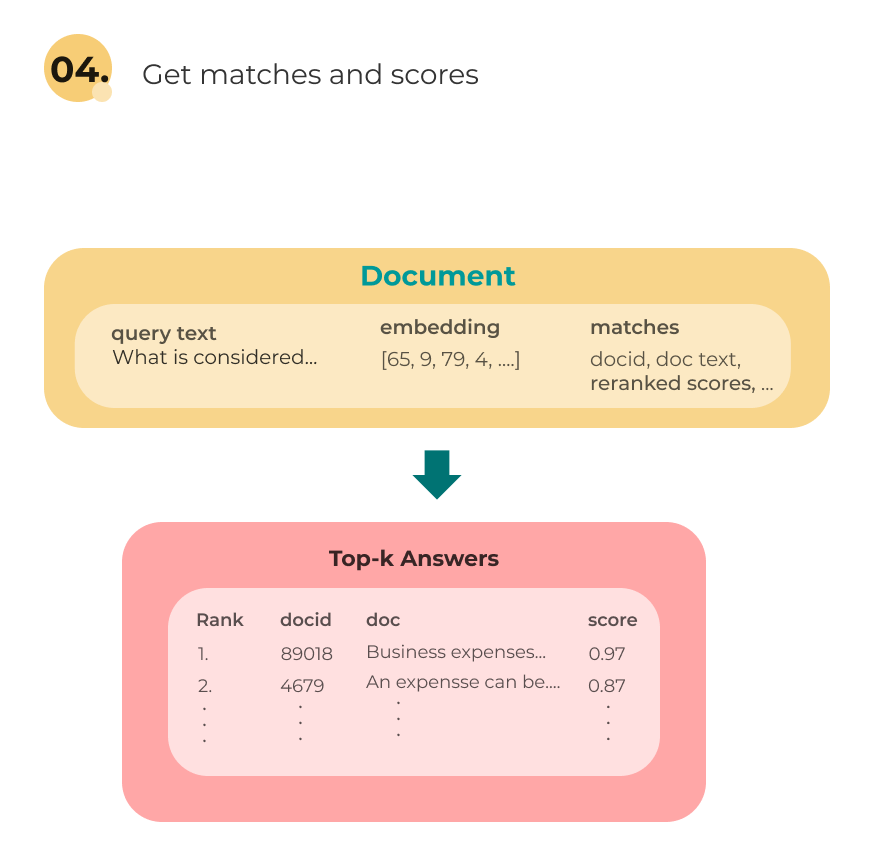 04.
Get matches and scores
Document
query text embedding matches
What is considered... [65, 9, 79, 4, ....] docid, doc text,
reranked scores, ...
Top-k Answers
Rank docid doc score
1. 89018 Business expenses... 0.97
2. 4679 An expensse can be.... 0.87
. . . .
. . . .
. . . .